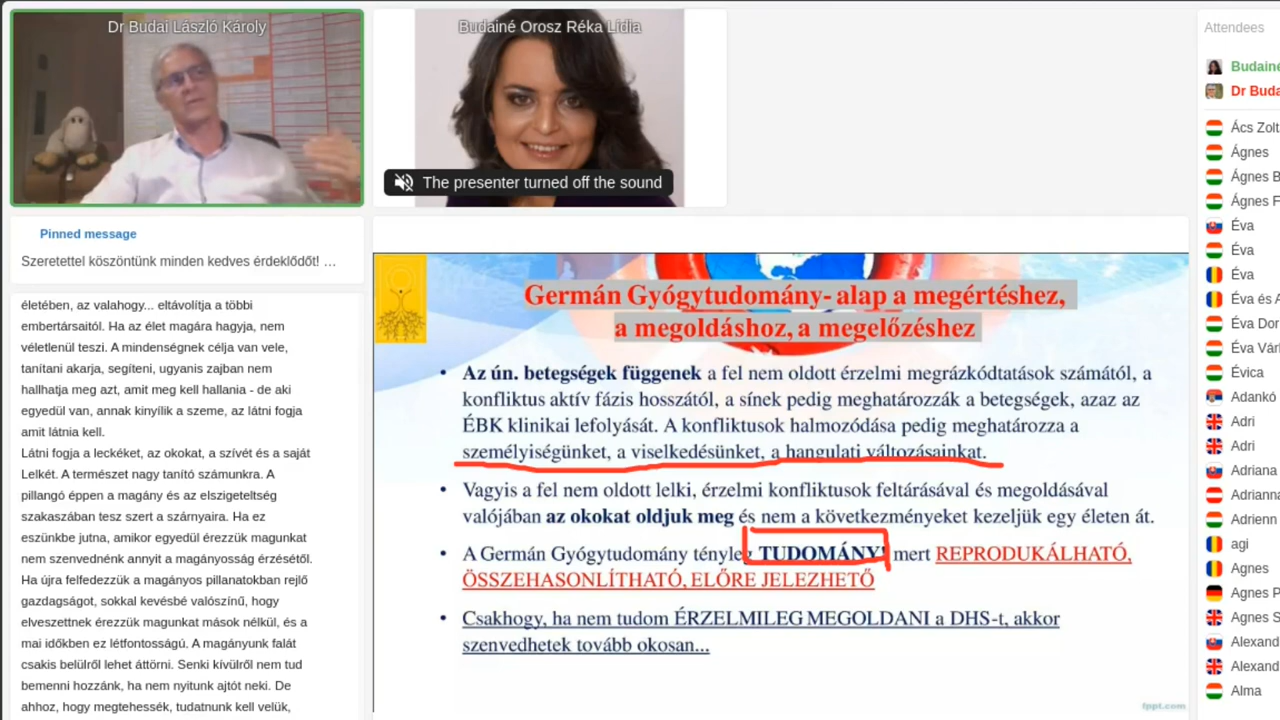 Dr Budai László Károly
Budainé Orosz Réka Lídia
The presenter turned off the sound
Pinned message
Szeretettel köszöntünk minden kedves érdeklődőt! …
életében, az valahogy... eltávolítja a többi
embertársaitól. Ha az élet magára hagyja, nem
véletlenül teszi. A mindenségnek célja van vele,
tanítani akarja, segíteni, ugyanis zajban nem
hallhatja meg azt, amit meg kell hallania - de aki
egyedül van, annak kinyílik a szeme, az látni fogja
amit látnia kell.
Látni fogja a leckéket, az okokat, a szívét és a saját
Lelkét. A természet nagy tanító számunkra. A
pillangó éppen a magány és az elszigeteltség
szakaszában tesz szert a szárnyaira. Ha ez
eszünkbe jutna, amikor egyedül érezzük magunkat
nem szenvednénk annyit a magányosság érzésétől.
Ha újra felfedezzük a magányos pillanatokban rejlő
gazdagságot, sokkal kevésbé valószínű, hogy
elveszettnek érezzük magunkat mások nélkül, és a
mai időkben ez létfontosságú. A magányunk falát
csakis belülről lehet áttörni. Senki kívülről nem tud
bemenni hozzánk, ha nem nyitunk ajtót neki. De
ahhoz, hogy megtehessék, tudatnunk kell velük,
Germán Gyógytudomány- alap a megértéshez,
a megoldáshoz, a megelőzéshez
• Az ún. betegségek függenek a fel nem oldott érzelmi megrázkódtatások számától, a
konfliktus aktív fázis hosszától, a sínek pedig meghatározzák a betegségek, azaz az
ÉBK klinikai lefolyását. A konfliktusok halmozódása pedig meghatározza a
személyiségünket, a viselkedésünket, a hangulati változásainkat.
• Vagyis a fel nem oldott lelki, érzelmi konfliktusok feltárásával és megoldásával
valójában az okokat oldjuk meg és nem a következményeket kezeljük egy életen át.
• A Germán Gyógytudomány tényleg TUDOMÁNY! mert REPRODUKÁLHATÓ,
ÖSSZEHASONLÍTHATÓ, ELŐRE JELEZHETŐ
• Csakhogy, ha nem tudom ÉRZELMILEG MEGOLDANI a DHS-t, akkor
szenvedhetek tovább okosan...
fppt.com
Attendees
Budainé
Dr Buda
Ács Zolt
Ágnes
Ágnes B
Ágnes F
Éva
Éva
Éva
Éva és A
Éva Dor
Éva Vár
Évica
Adankó
Adri
Adri
Adriana
Adrianna
Adrienn
agi
Agnes
Agnes P
Agnes S
Alexand
Alexand
Alma